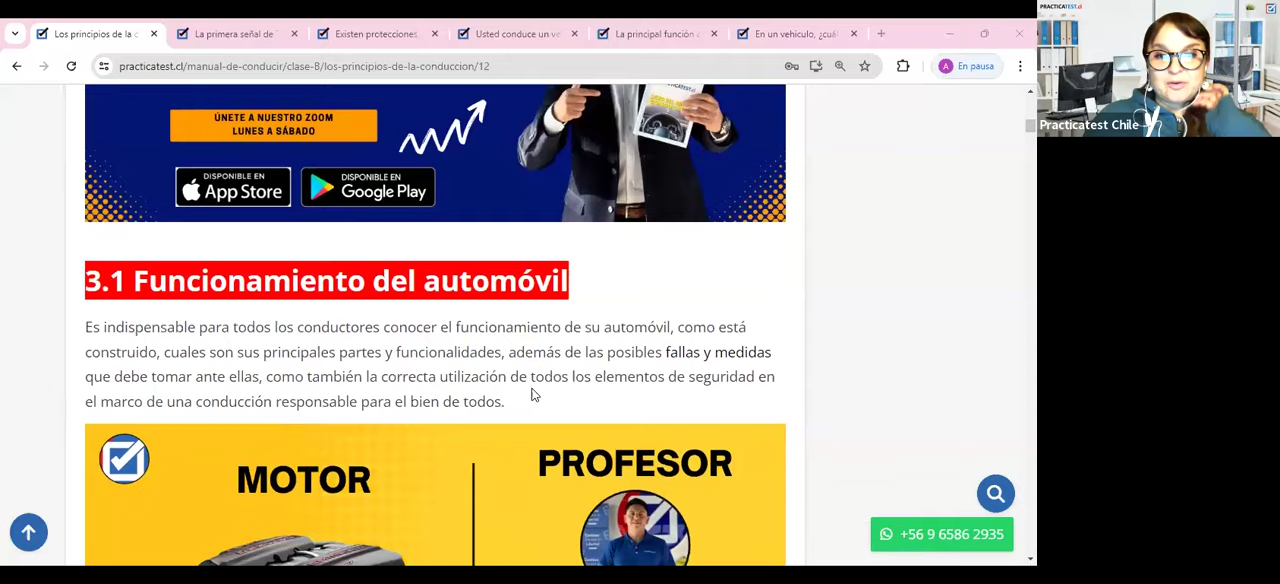 Los principios de la c
La primera señal de
Existen protecciones
Usted conduce un ve
La principal función
En un vehiculo, ¿cuá
practicatest.cl/manual-de-conducir/clase-B/los-principios-de-la-conduccion/12
A
En pausa
PRACTICATEST.cl
Practicatest Chile
ÚNETE A NUESTRO ZOOM
LUNES A SÁBADO
DISPONIBLE EN
App Store
DISPONIBLE EN
Google Play
3.1 Funcionamiento del automóvil
Es indispensable para todos los conductores conocer el funcionamiento de su automóvil, como está
construido, cuales son sus principales partes y funcionalidades, además de las posibles fallas y medidas
que debe tomar ante ellas, como también la correcta utilización de todos los elementos de seguridad en
el marco de una conducción responsable para el bien de todos.
MOTOR
PROFESOR
+56 9 6586 2935